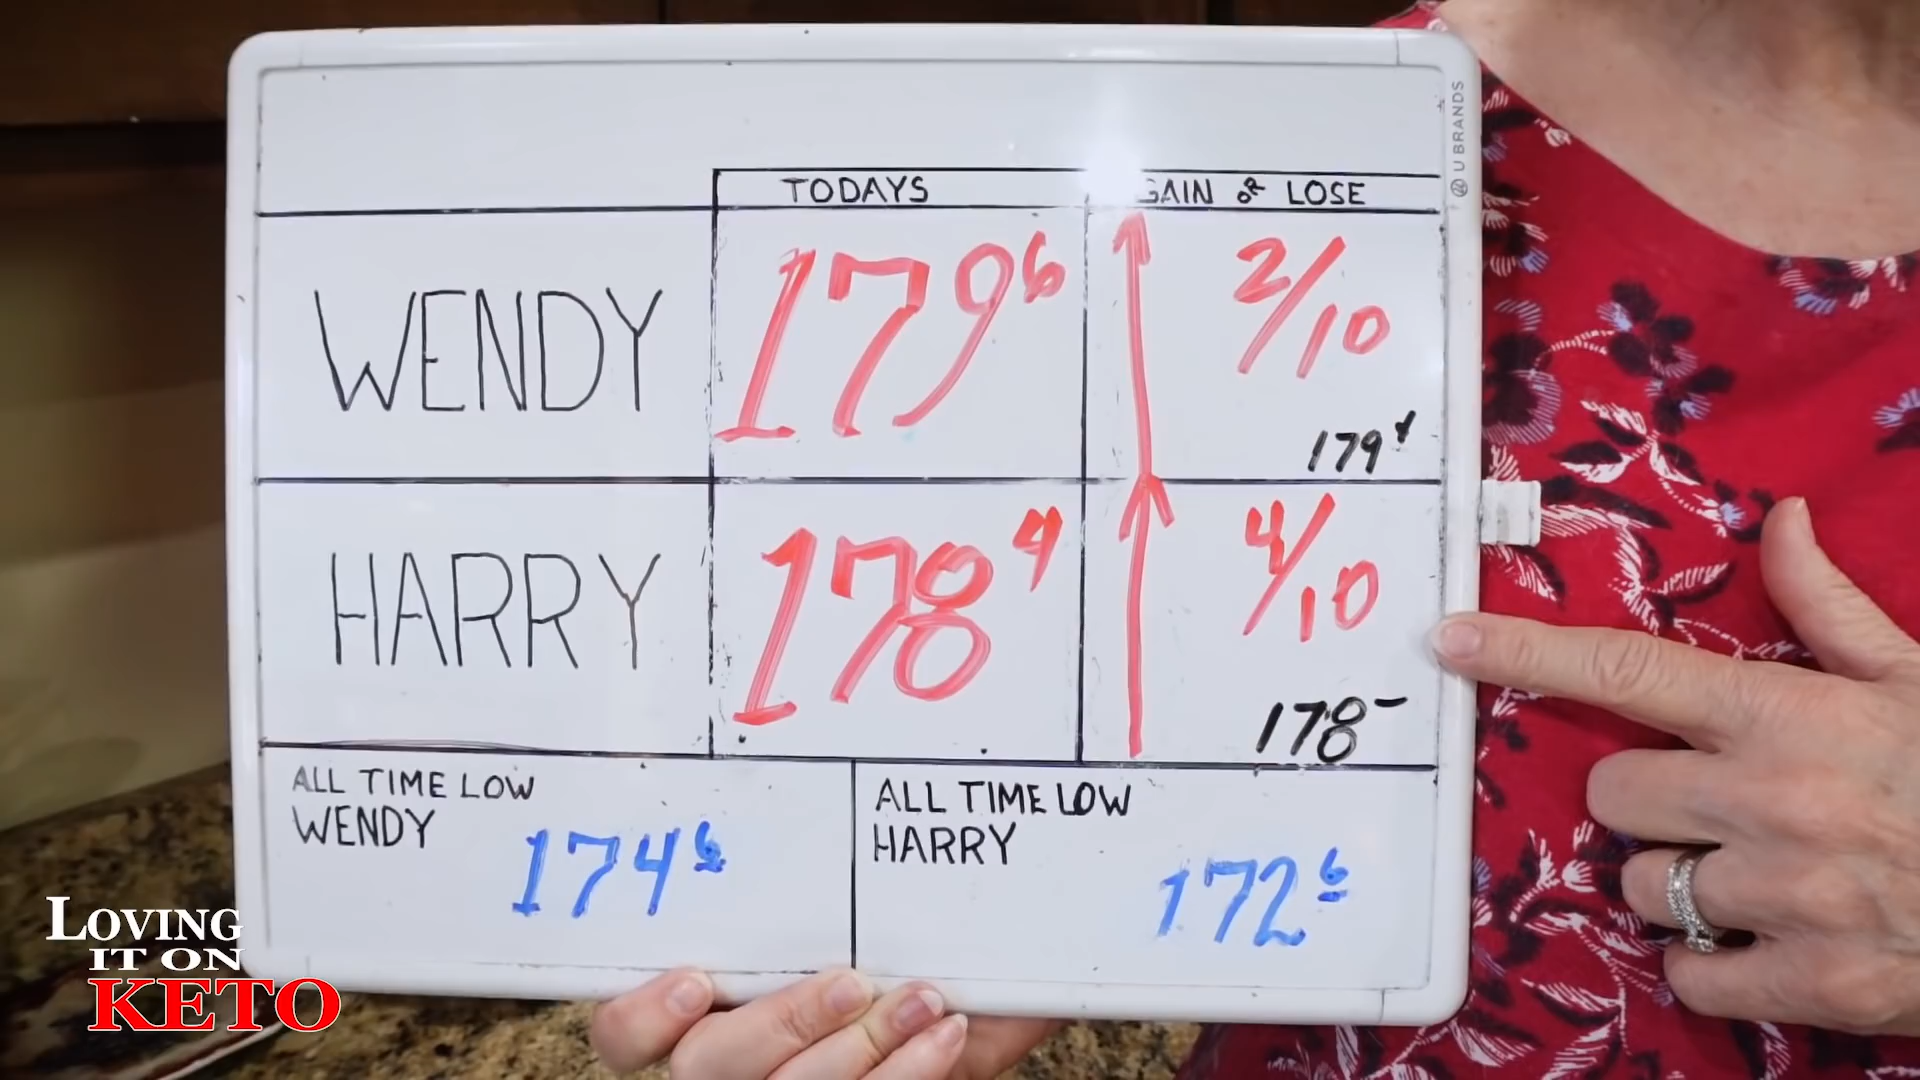 U BRANDS
TODAYS
GAIN OR LOSE
WENDY
179⁶
2/10
179⁴
HARRY
178⁴
4/10
178⁻
ALL TIME LOW
WENDY
174⁶
ALL TIME LOW
HARRY
172⁶
LOVING
IT ON
KETO